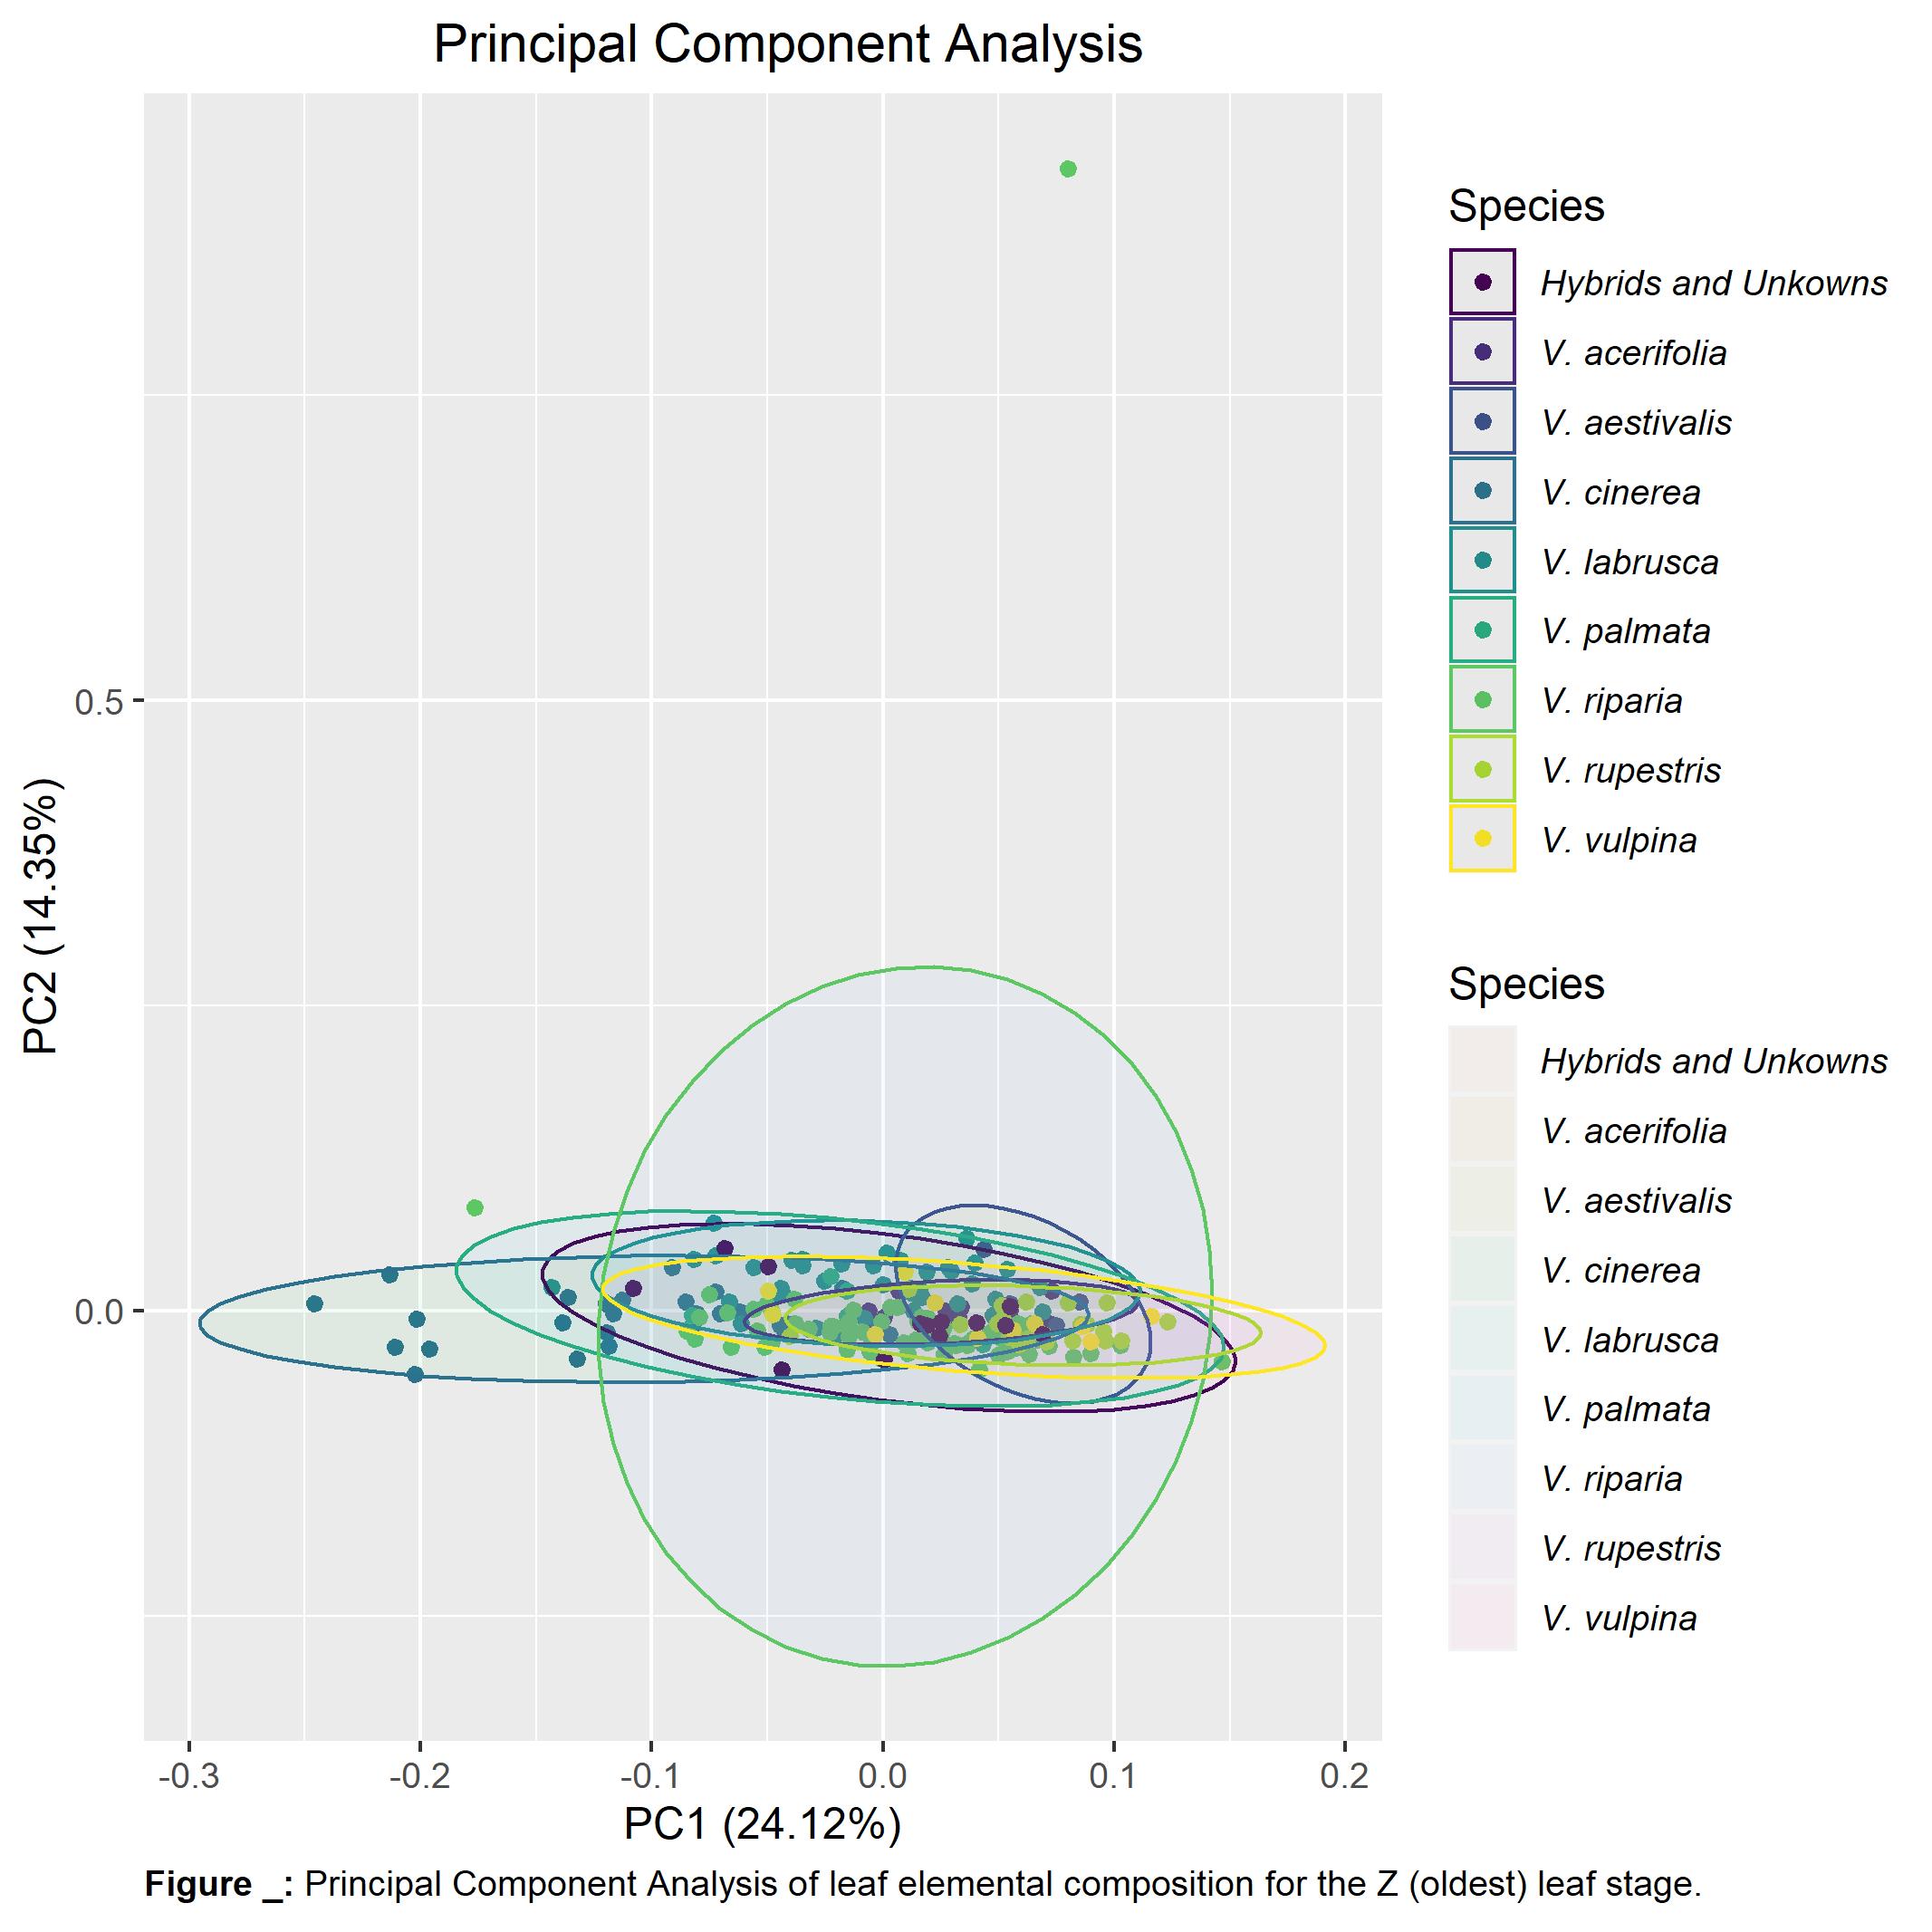 Principal Component Analysis
Species
Hybrids and Unkowns
V. acerifolia
V. aestivalis
V. cinerea
V. labrusca
V. palmata
V. riparia
V. rupestris
V. vulpina
Species
Hybrids and Unkowns
V. acerifolia
V. aestivalis
V. cinerea
V. labrusca
V. palmata
V. riparia
V. rupestris
V. vulpina
PC2 (14.35%)
0.5
0.0
-0.3 -0.2 -0.1 0.0 0.1 0.2
PC1 (24.12%)
Figure _: Principal Component Analysis of leaf elemental composition for the Z (oldest) leaf stage.